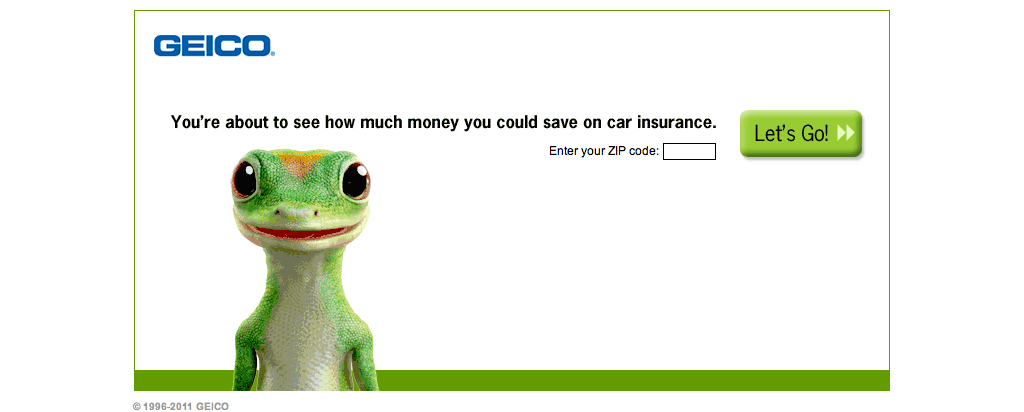 GEICO®
You're about to see how much money you could save on car insurance.
Let's Go!
Enter your ZIP code:
© 1996-2011 GEICO